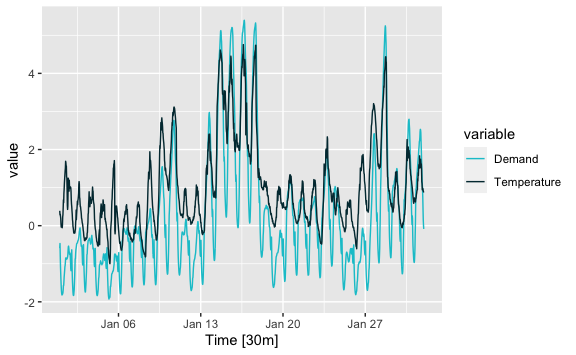 value
4
2
0
-2
Jan 06
Jan 13
Jan 20
Jan 27
Time [30m]
variable
Demand
Temperature